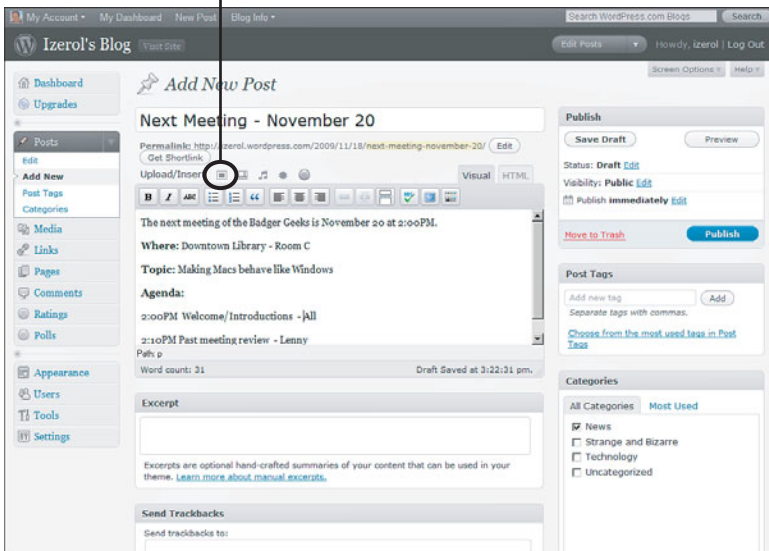 My Account My Dashboard New Post Blog Info Search WordPress.com Blogs Search
Izerol's Blog Visit Site Edit Posts Howdy, izerol | Log Out
Screen Options Help
Dashboard
Upgrades
Posts
Edit
Add New
Post Tags
Categories
Media
Links
Pages
Comments
Ratings
Polls
Appearance
Users
Tools
Settings
Add New Post
Next Meeting - November 20
Permalink: http://izerol.wordpress.com/2009/11/18/next-meeting-november-20/ Edit
Get Shortlink
Upload/Insert Visual HTML
B I ABC
The next meeting of the Badger Geeks is November 20 at 2:00PM.
Where: Downtown Library - Room C
Topic: Making Macs behave like Windows
Agenda:
2:00PM Welcome/Introductions - All
2:10PM Past meeting review - Lenny
Path: p
Word count: 31 Draft Saved at 3:22:31 pm.
Excerpt
Excerpts are optional hand-crafted summaries of your content that can be used in your
theme. Learn more about manual excerpts.
Send Trackbacks
Send trackbacks to:
Publish
Save Draft Preview
Status: Draft Edit
Visibility: Public Edit
Publish immediately Edit
Move to Trash Publish
Post Tags
Add new tag Add
Separate tags with commas.
Choose from the most used tags in Post
Tags
Categories
All Categories Most Used
News
Strange and Bizarre
Technology
Uncategorized